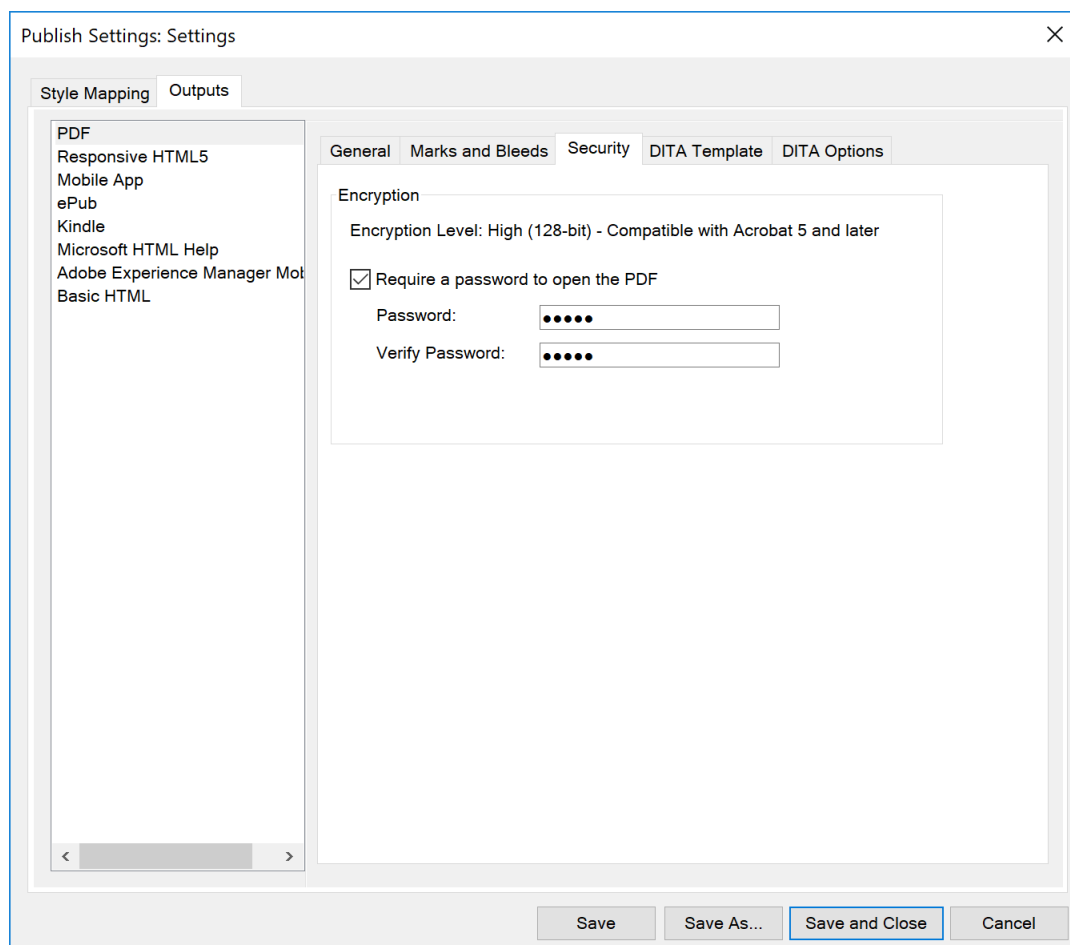 Publish Settings: Settings
Style Mapping Outputs
PDF
Responsive HTML5
Mobile App
ePub
Kindle
Microsoft HTML Help
Adobe Experience Manager
Basic HTML
General Marks and Bleeds Security DITA Template DITA Options
Encryption
Encryption Level: High (128-bit) - Compatible with Acrobat 5 and later
Require a password to open the PDF
Password: ●●●●●
Verify Password: ●●●●●
Save Save As... Save and Close Cancel